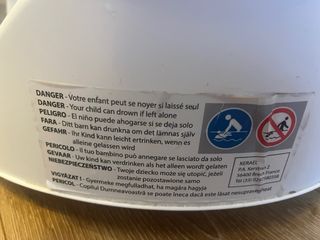 DANGER - Votre enfant peut se noyer si laissé seul
DANGER - Your child can drown if left alone
PELIGRO - El niño puede ahogarse si se deja solo
FARA - Ditt barn kan drunkna om det lämnas själv
GEFAHR - Ihr Kind kann leicht ertrinken, wenn es
alleine gelassen wird
PERICOLO - Il tuo bambino può annegare se lasciato da solo
GEVAAR - Uw kind kan verdrinken als het alleen wordt gelaten
NIEBEZPIECZEŃSTWO - Twoje dziecko może się utopić, jeżeli
zostanie pozostawione samo
VIGYÁZAT! - Gyermeke megfulladhat, ha magára hagyja
PERICOL - Copilul Dumneavoastră se poate îneca dacă este lăsat nesupravegheat
KERAEL
P.A. Kervidan
France